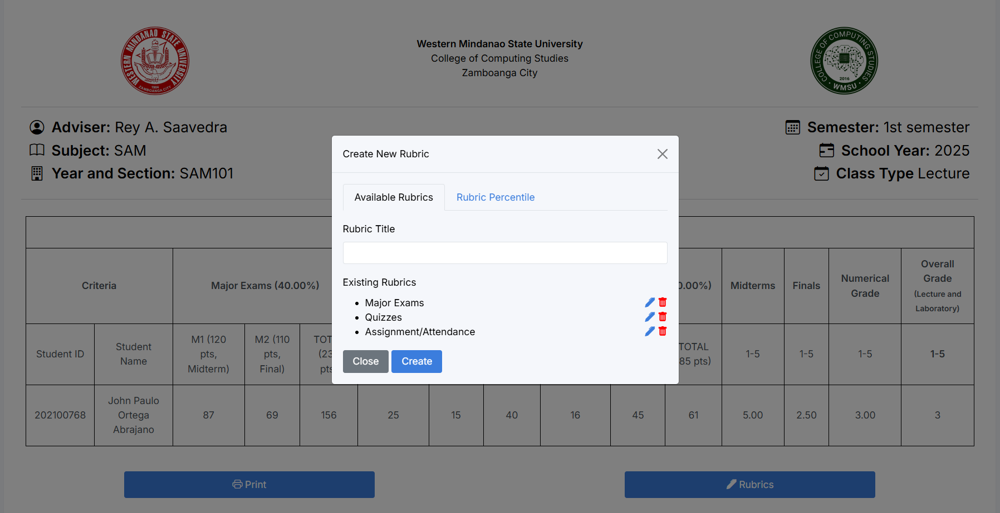 WESTERN MINDANAO STATE UNIVERSITY
1904
ZAMBOANGA CITY
Western Mindanao State University
College of Computing Studies
Zamboanga City
COLLEGE OF COMPUTING STUDIES
2016
WMSU
Adviser: Rey A. Saavedra
Subject: SAM
Year and Section: SAM101
Semester: 1st semester
School Year: 2025
Class Type Lecture
Create New Rubric
Available Rubrics
Rubric Percentile
Rubric Title
Existing Rubrics
Major Exams
Quizzes
Assignment/Attendance
Close
Create
Criteria
Major Exams (40.00%)
0.00%)
Midterms
Finals
Numerical
Grade
Overall
Grade
(Lecture and
Laboratory)
Student ID
Student
Name
M1 (120
pts,
Midterm)
M2 (110
pts,
Final)
TOT
(23
pts
TOTAL
85 pts)
1-5
1-5
1-5
1-5
202100768
John Paulo
Ortega
Abrajano
87
69
156
25
15
40
16
45
61
5.00
2.50
3.00
3
Print
Rubrics